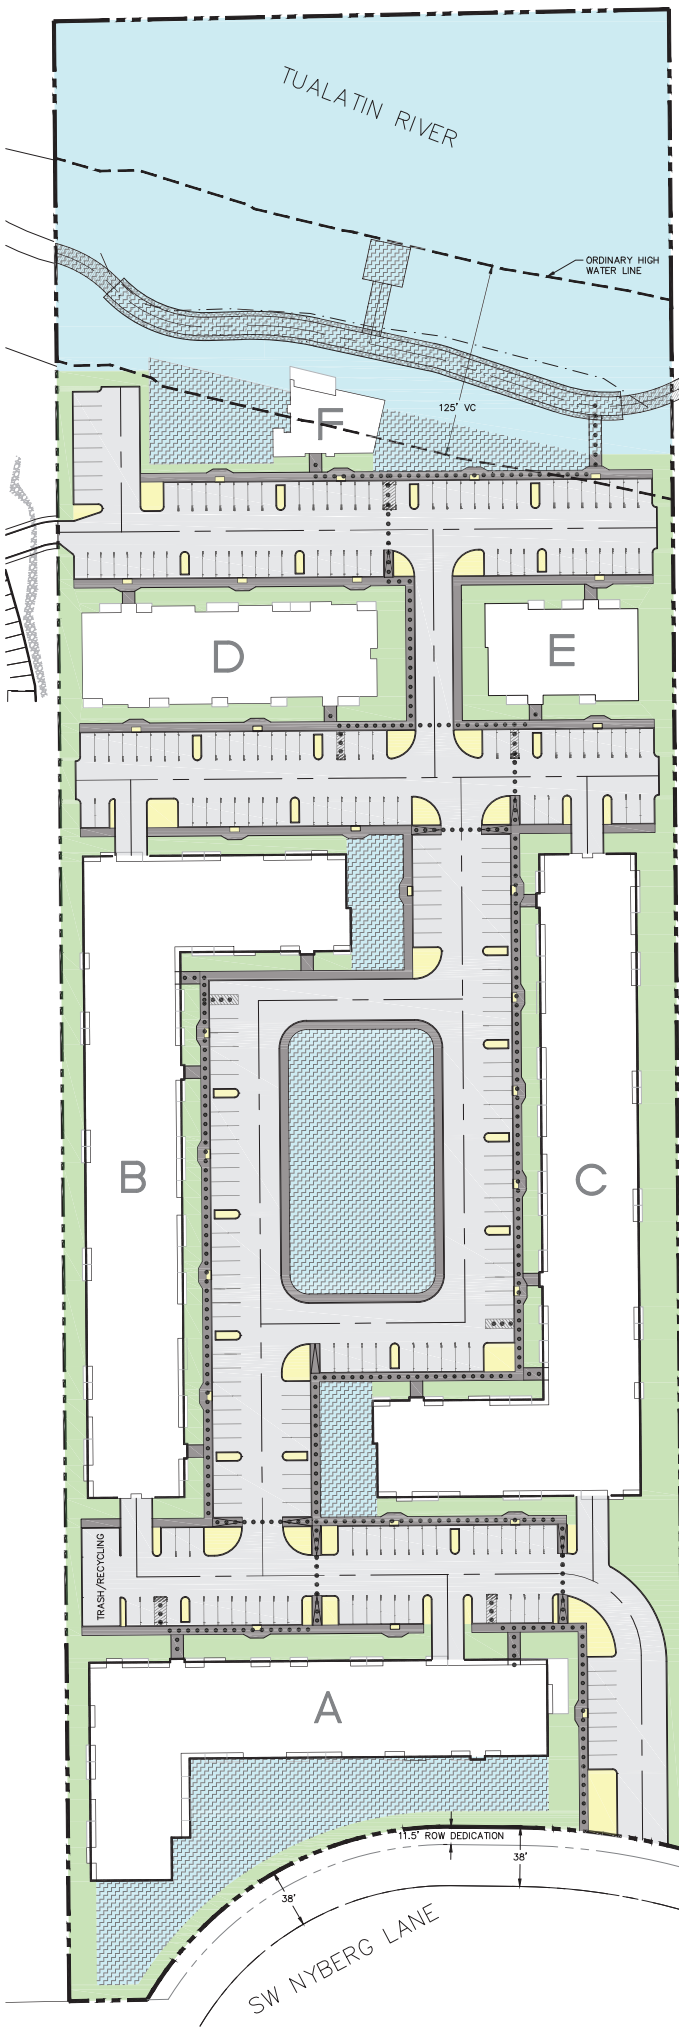 TUALATIN RIVER
ORDINARY HIGH
WATER LINE
125' VC
F
D
E
B
C
TRASH/RECYCLING
A
11.5' ROW DEDICATION
38'
38'
SW NYBERG LANE